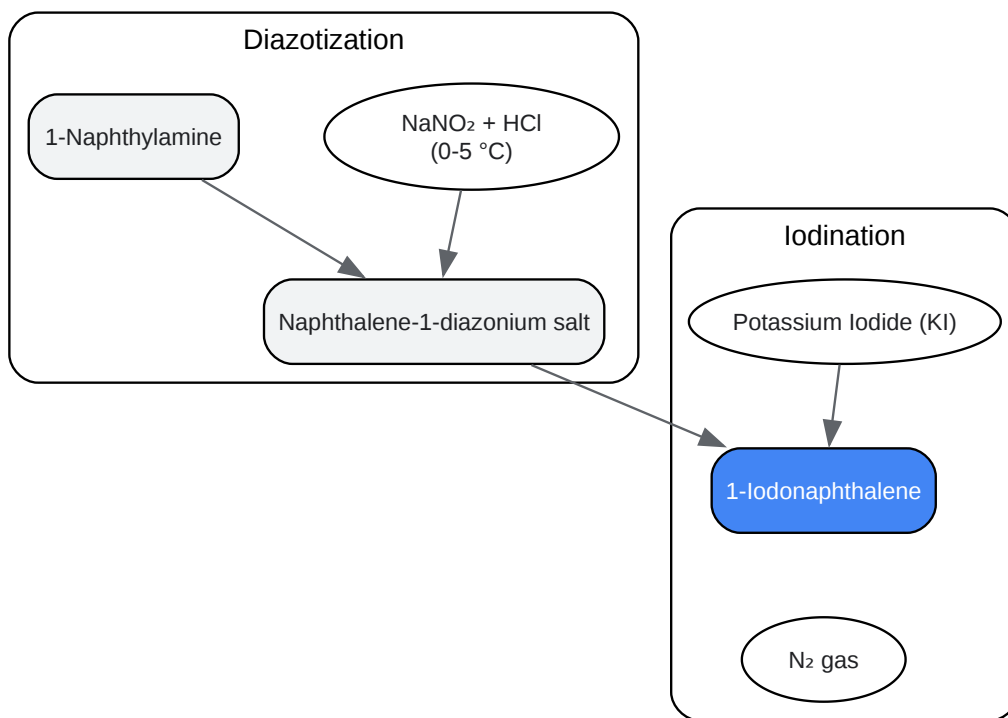 Diazotization
1-Naphthylamine
NaNO₂ + HCl
(0-5 °C)
Naphthalene-1-diazonium salt
Iodination
Potassium Iodide (KI)
1-Iodonaphthalene
N₂ gas